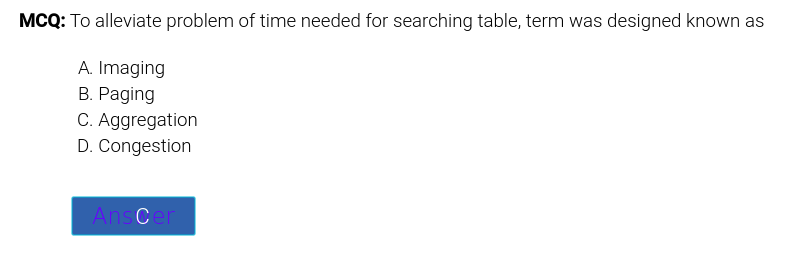 MCQ: To alleviate problem of time needed for searching table, term was designed known as
A. Imaging
B. Paging
C. Aggregation
D. Congestion
Answer
C